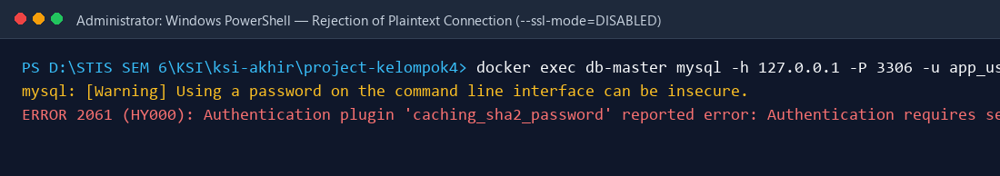 Administrator: Windows PowerShell — Rejection of Plaintext Connection (--ssl-mode=DISABLED)
PS D:\STIS SEM 6\KSI\ksi-akhir\project-kelompok4> docker exec db-master mysql -h 127.0.0.1 -P 3306 -u app_us
mysql: [Warning] Using a password on the command line interface can be insecure.
ERROR 2061 (HY000): Authentication plugin 'caching_sha2_password' reported error: Authentication requires se